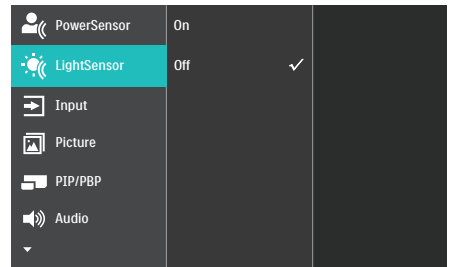 PowerSensor On
LightSensor Off
Input
Picture
PIP/PBP
Audio